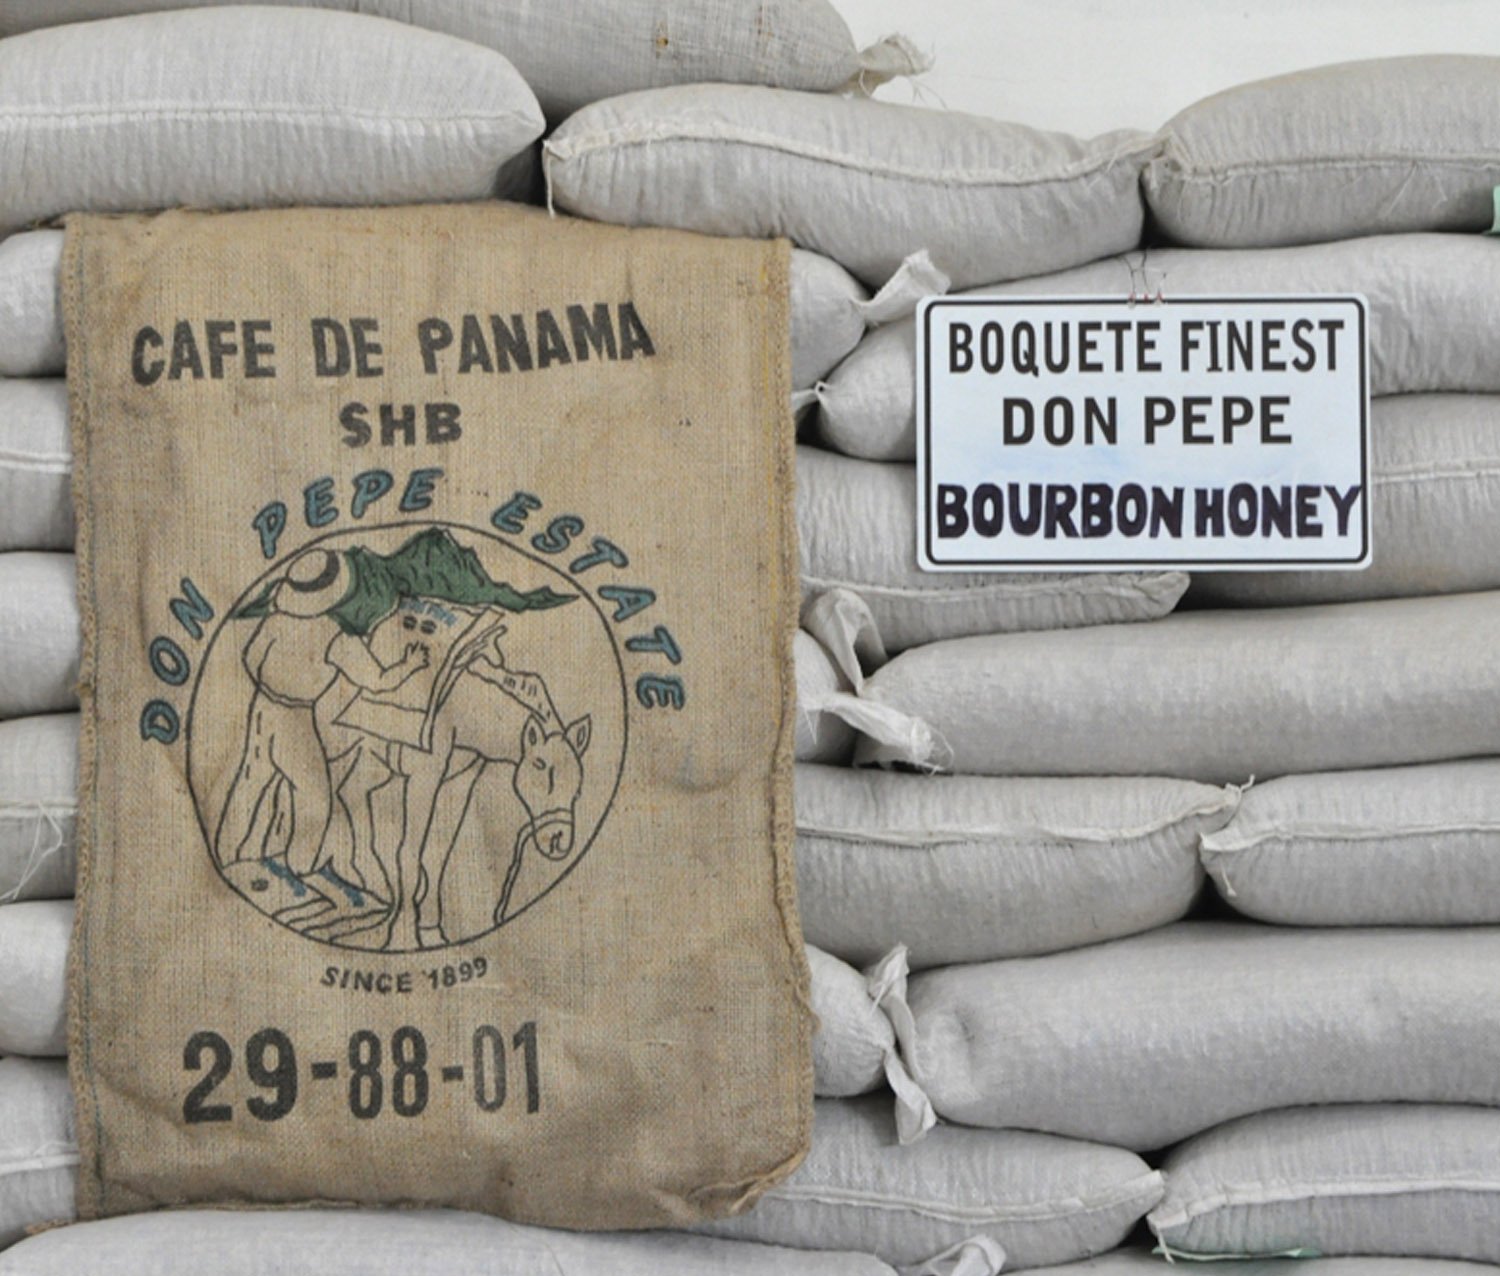 CAFE DE PANAMA
SHB
DON PEPE ESTATE
SINCE 1899
29-88-01
BOQUETE FINEST
DON PEPE
BOURBON HONEY